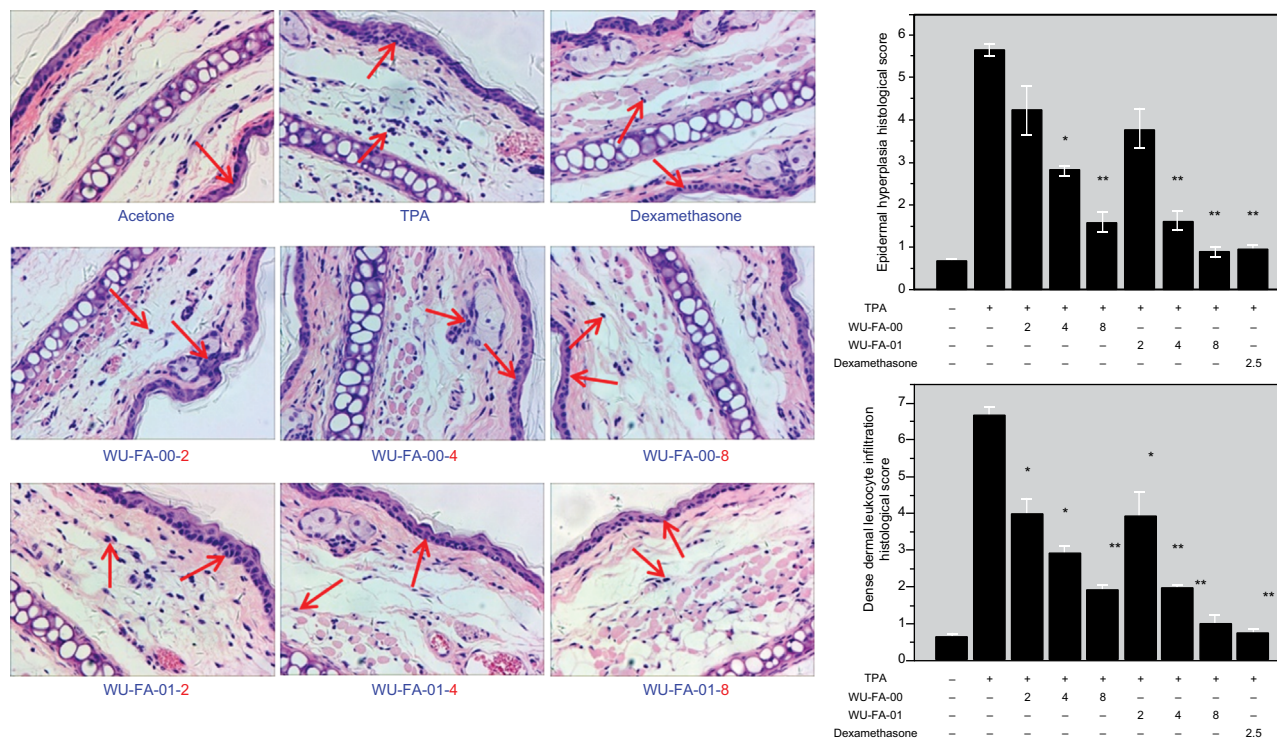 Acetone
TPA
Dexamethasone
WU-FA-00-2
WU-FA-00-4
WU-FA-00-8
WU-FA-01-2
WU-FA-01-4
WU-FA-01-8
Epidermal hyperplasia histological score
6
5
4
3
2
1
0
*
**
**
**
**
TPA – + + + + + + + +
WU-FA-00 – – 2 4 8 – – – –
WU-FA-01 – – – – – 2 4 8 –
Dexamethasone – – – – – – – – 2.5
Dense dermal leukocyte infiltration
histological score
7
6
5
4
3
2
1
0
*
*
**
*
**
**
**
TPA – + + + + + + + +
WU-FA-00 – – 2 4 8 – – – –
WU-FA-01 – – – – – 2 4 8 –
Dexamethasone – – – – – – – – 2.5